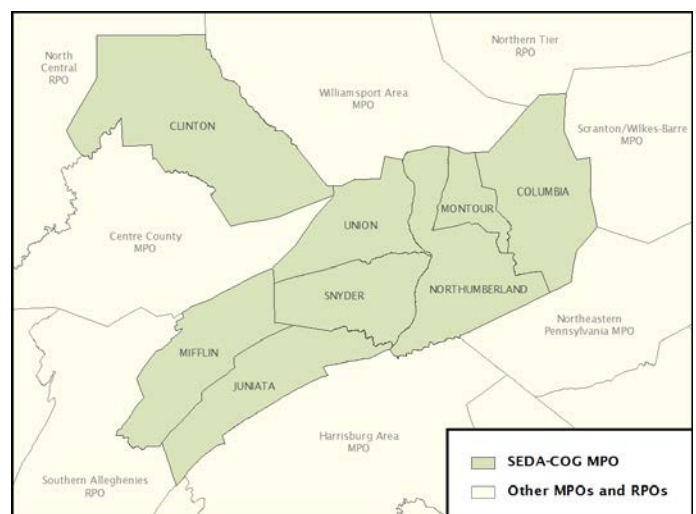 Northern Tier
RPO
North
Central
RPO
Williamsport Area
MPO
CLINTON
Scranton/Wilkes-Barre
MPO
COLUMBIA
MONTOUR
UNION
Centre County
MPO
SNYDER
NORTHUMBERLAND
Northeastern
Pennsylvania MPO
MIFFLIN
JUNIATA
Harrisburg Area
MPO
Southern Alleghenies
RPO
SEDA-COG MPO
Other MPOs and RPOs